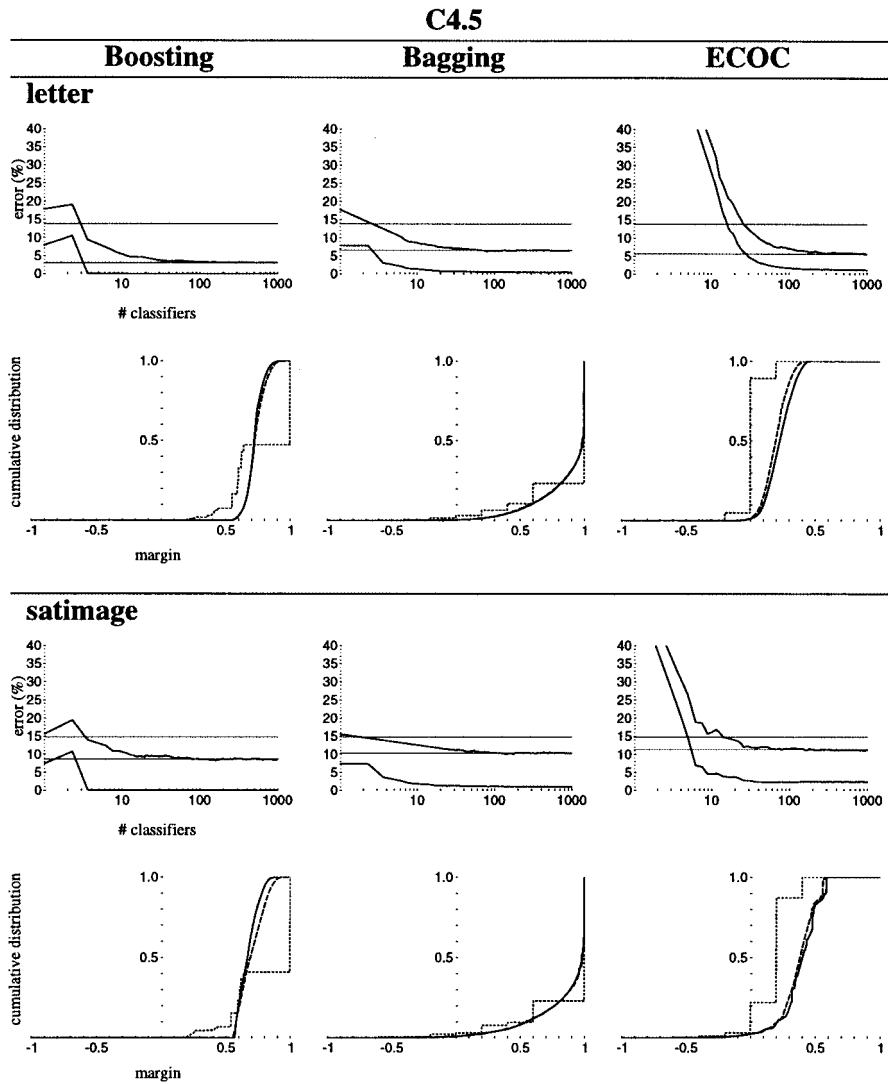 C4.5
Boosting Bagging ECOC
letter
error (%)
40 40 40
35 35 35
30 30 30
25 25 25
20 20 20
15 15 15
10 10 10
5 5 5
0 0 0
10 100 1000 10 100 1000 10 100 1000
# classifiers
cumulative distribution
1.0 1.0 1.0
0.5 0.5 0.5
-1 -0.5 0.5 1 -1 -0.5 0.5 1 -1 -0.5 0.5 1
margin
satimage
error (%)
40 40 40
35 35 35
30 30 30
25 25 25
20 20 20
15 15 15
10 10 10
5 5 5
0 0 0
10 100 1000 10 100 1000 10 100 1000
# classifiers
cumulative distribution
1.0 1.0 1.0
0.5 0.5 0.5
-1 -0.5 0.5 1 -1 -0.5 0.5 1 -1 -0.5 0.5 1
margin